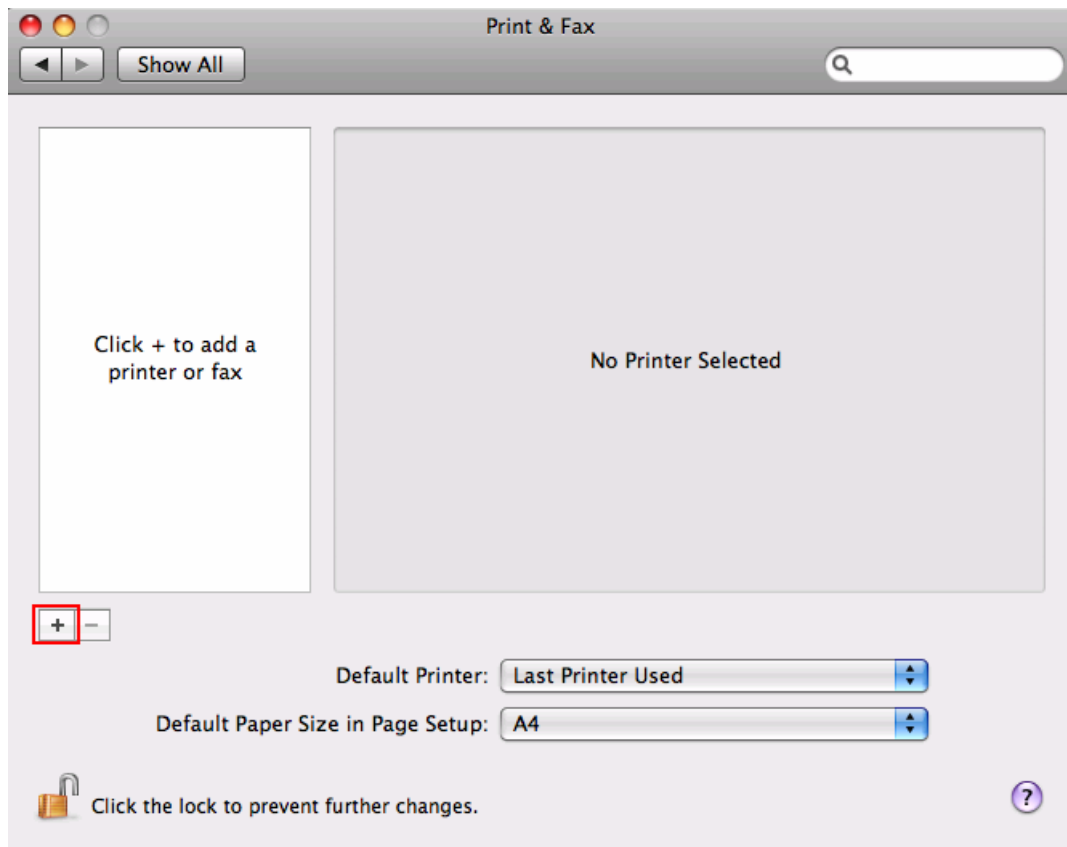 Print & Fax
Show All
Click + to add a
printer or fax
No Printer Selected
+ −
Default Printer: Last Printer Used
Default Paper Size in Page Setup: A4
Click the lock to prevent further changes.
?